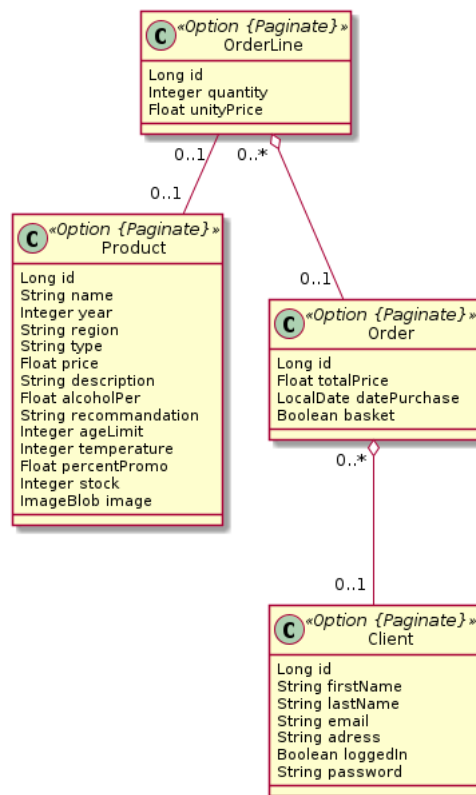 C «Option {Paginate}»
OrderLine
Long id
Integer quantity
Float unityPrice
0..1
0..*
0..1
0..1
C «Option {Paginate}»
Product
Long id
String name
Integer year
String region
String type
Float price
String description
Float alcoholPer
String recommandation
Integer ageLimit
Integer temperature
Float percentPromo
Integer stock
ImageBlob image
C «Option {Paginate}»
Order
Long id
Float totalPrice
LocalDate datePurchase
Boolean basket
0..*
0..1
C «Option {Paginate}»
Client
Long id
String firstName
String lastName
String email
String adress
Boolean loggedIn
String password